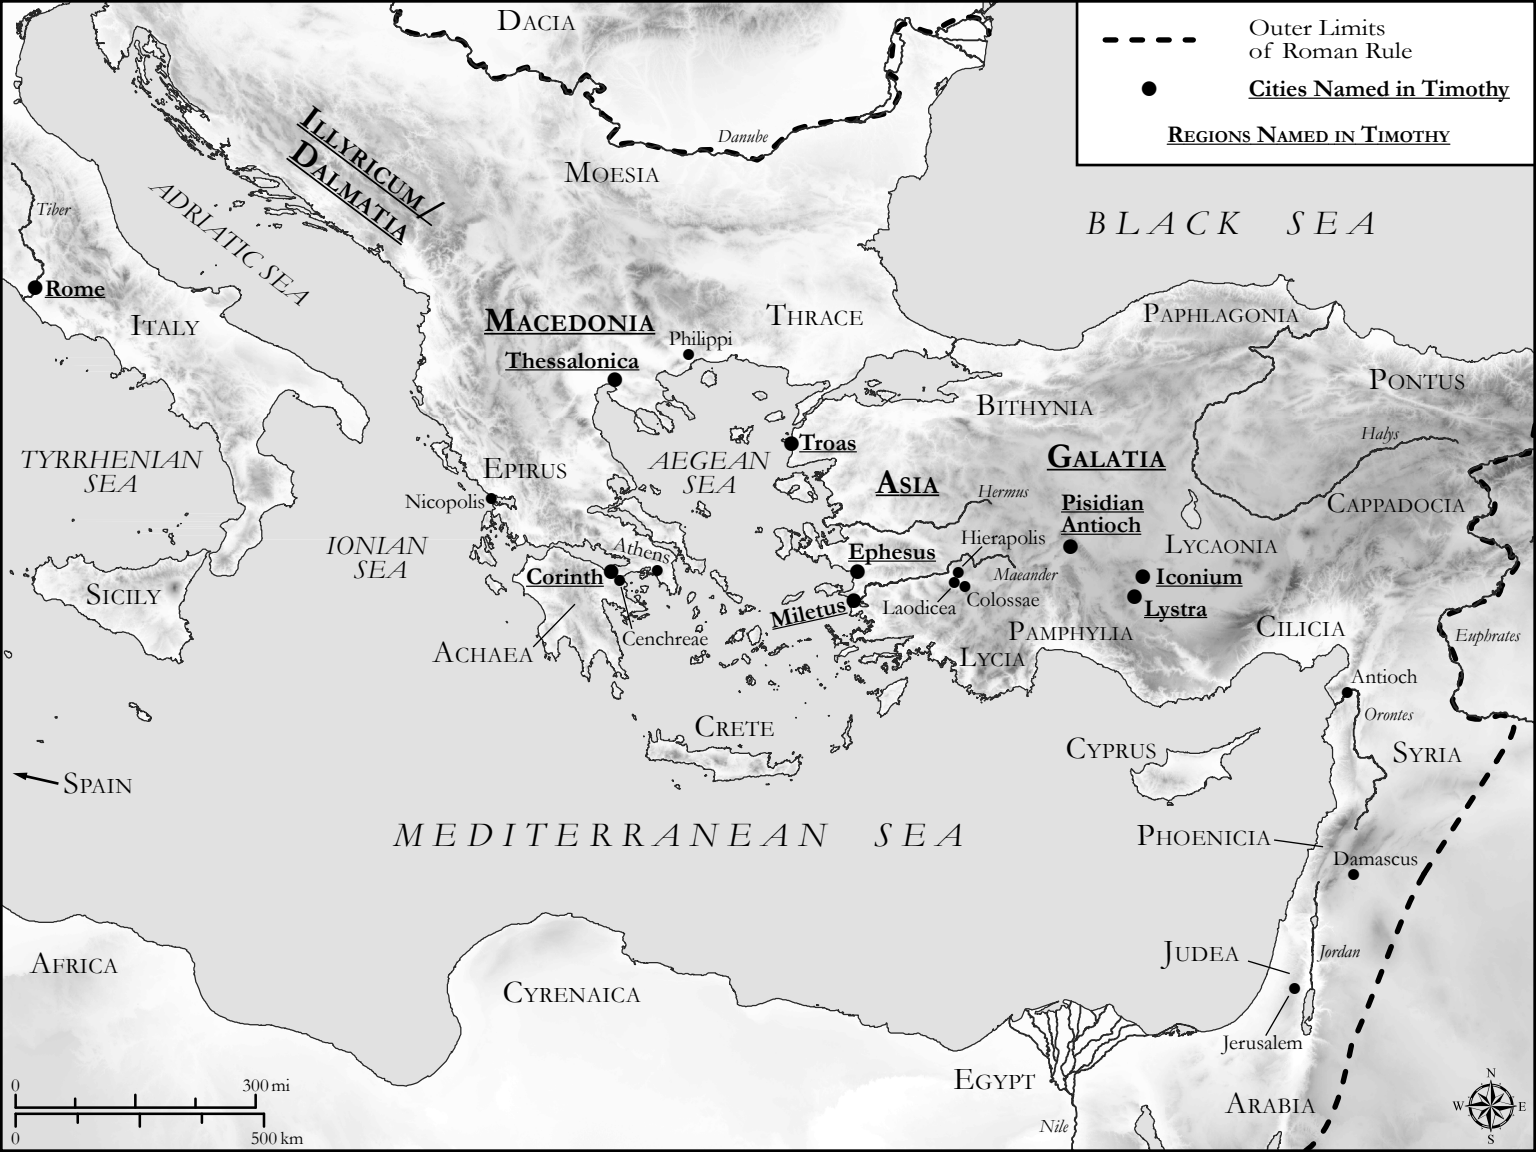 DACIA
Outer Limits
of Roman Rule
Cities Named in Timothy
REGIONS NAMED IN TIMOTHY
Danube
ILLYRICUM/
DALMATIA
MOESIA
Tiber
ADRIATIC SEA
BLACK SEA
Rome
ITALY
MACEDONIA
THRACE
PAPHLAGONIA
Philippi
Thessalonica
PONTUS
BITHYNIA
Halys
Troas
TYRRHENIAN
SEA
EPIRUS
AEGEAN
SEA
GALATIA
ASIA
Hermus
Nicopolis
Pisidian
Antioch
CAPPADOCIA
IONIAN
SEA
Athens
Ephesus
Hierapolis
LYCAONIA
Corinth
Maeander
Iconium
SICILY
Miletus
Laodicea
Colossae
Lystra
Cenchreae
ACHAEA
PAMPHYLIA
CILICIA
Euphrates
LYCIA
Antioch
Orontes
CRETE
CYPRUS
SYRIA
SPAIN
MEDITERRANEAN SEA
PHOENICIA
Damascus
JUDEA
Jordan
AFRICA
CYRENAICA
Jerusalem
EGYPT
ARABIA
Nile
0
300 mi
0
500 km
N
W
E
S